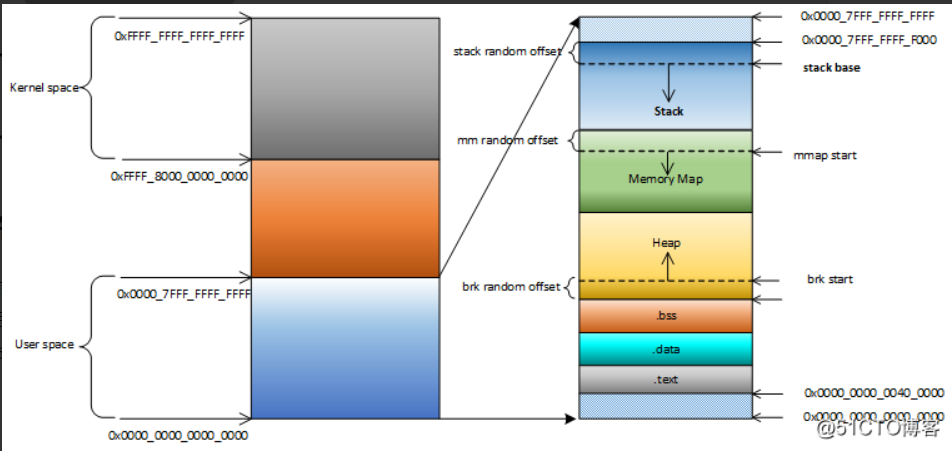 0xFFFF_FFFF_FFFF_FFFF
Kernel space
0xFFFF_8000_0000_0000
0x0000_7FFF_FFFF_FFFF
User space
0x0000_0000_0000_0000
0x0000_7FFF_FFFF_FFFF
0x0000_7FFF_FFFF_F000
stack random offset
stack base
Stack
mm random offset
mmap start
Memory Map
Heap
brk start
brk random offset
.bss
.data
.text
0x0000_0000_0040_0000
0x0000_0000_0000_0000
@51CTO博客